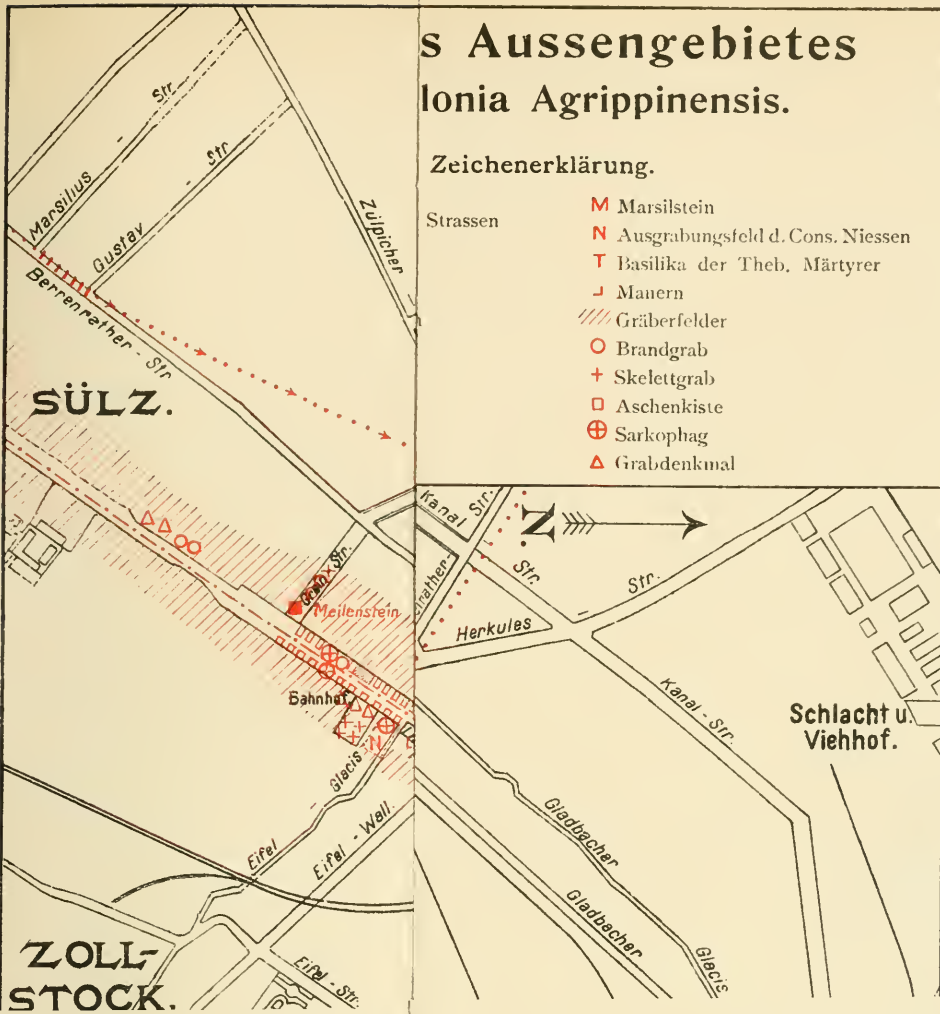 s Aussengebietes
lonia Agrippinensis.
Zeichenerklärung.
Strassen
M Marsilstein
N Ausgrabungsfeld d. Cons. Niessen
T Basilika der Theb. Märtyrer
Mauern
Gräberfelder
Brandgrab
Skelettgrab
Aschenkiste
Sarkophag
Grabdenkmal
Marsilius - Str.
Gustav - Str
Zülpicher
Berrenrather - Str
SÜLZ.
Kanal - Str.
Str.
N
rather-
Herkules - Str.
Kanal - Str.
Schlacht u.
Viehhof.
Meilenstein
Str.
Bahnhof.
N
Eifel - Glacis
Eifel - Wall.
Gladbacher
Glacis
Gladbacher
ZOLL-
STOCK.
Eifel - Str.